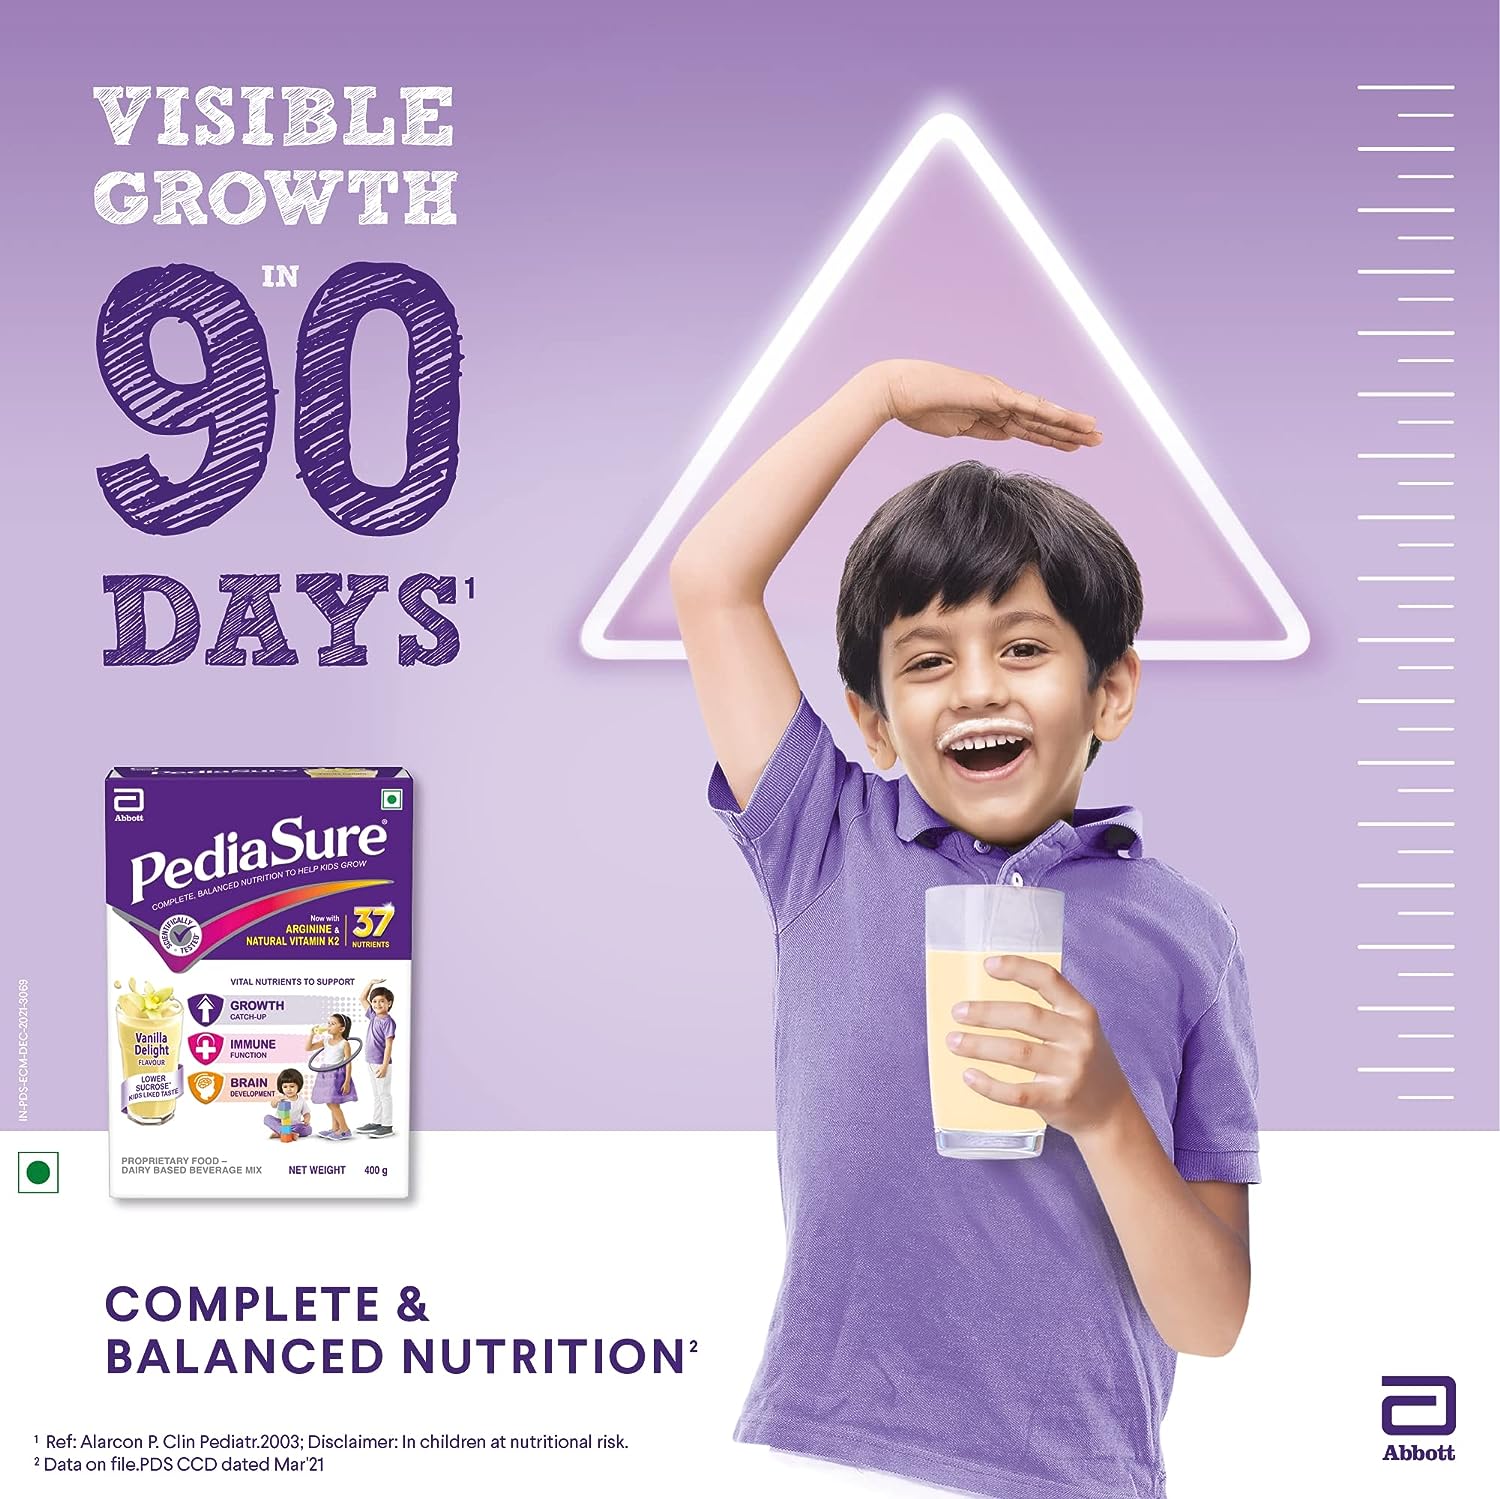 VISIBLE
GROWTH
IN
90
DAYS¹
PediaSure
Abbott
PediaSure®
COMPLETE, BALANCED NUTRITION TO HELP KIDS GROW
SCIENTIFICALLY TESTED
Now with
ARGININE &
NATURAL VITAMIN K2
37
NUTRIENTS
VITAL NUTRIENTS TO SUPPORT
GROWTH
CATCH-UP
IMMUNE
FUNCTION
BRAIN
DEVELOPMENT
Vanilla
Delight
FLAVOUR
LOWER
SUCROSE*
KIDS LIKED TASTE
PROPRIETARY FOOD –
DAIRY BASED BEVERAGE MIX
NET WEIGHT 400 g
IN-PDS-ECM-DEC-2021-3069
COMPLETE &
BALANCED NUTRITION²
¹ Ref: Alarcon P. Clin Pediatr.2003; Disclaimer: In children at nutritional risk.
² Data on file.PDS CCD dated Mar'21
Abbott